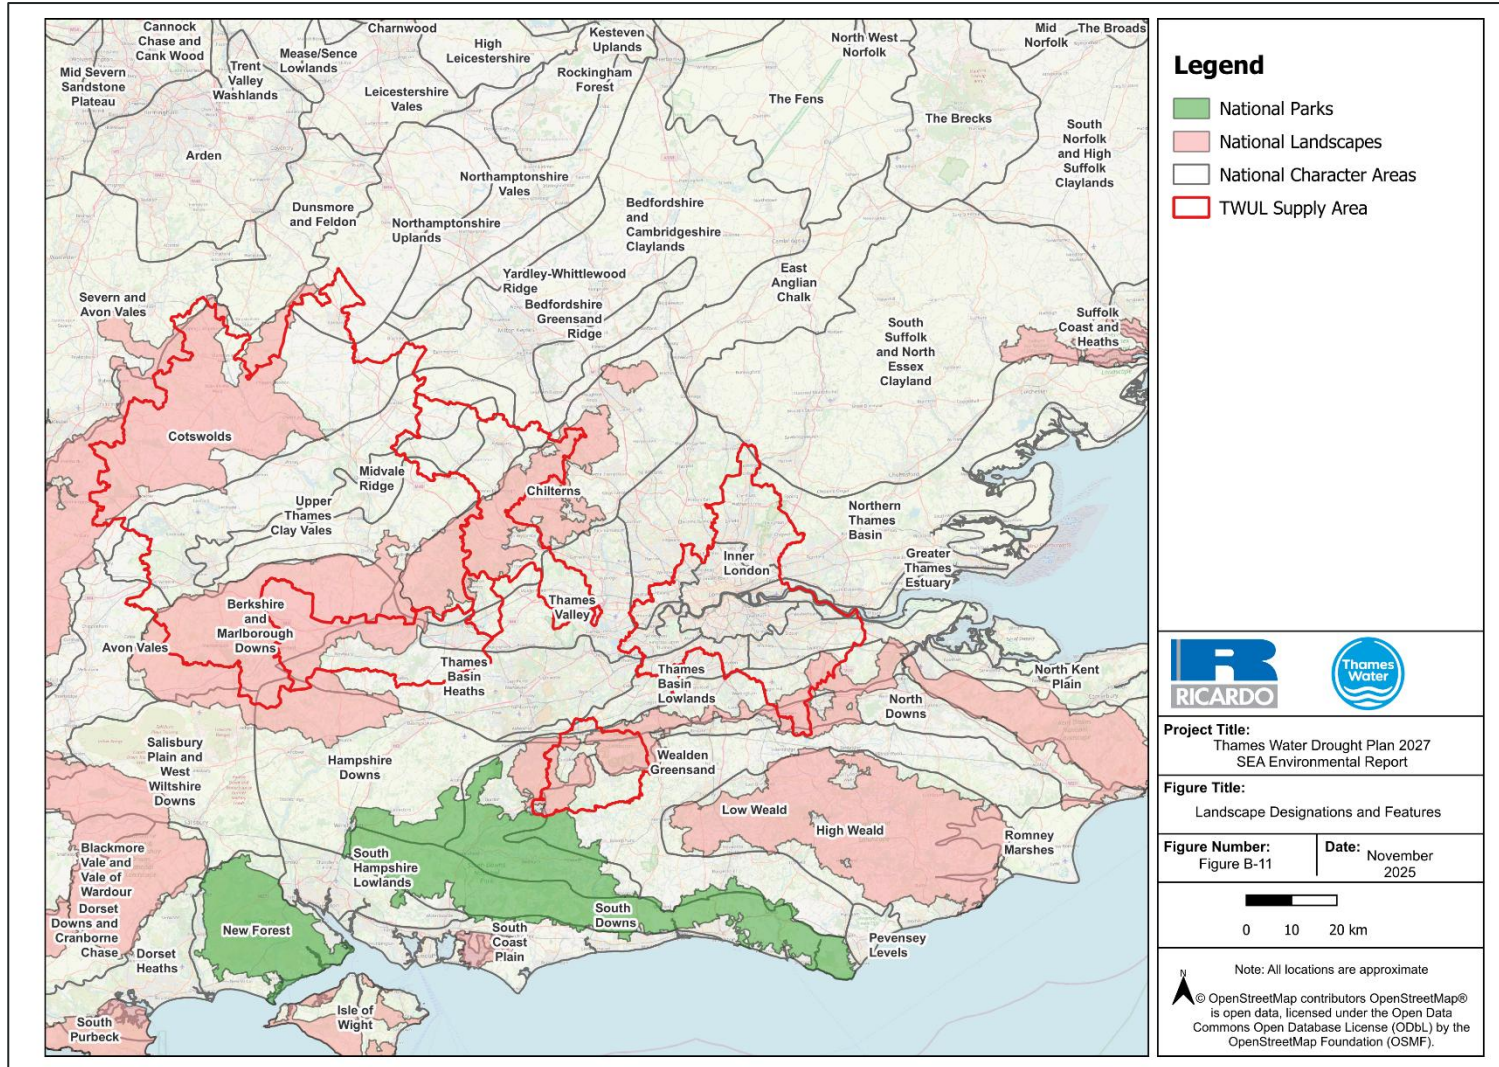 Cannock
Chase and
Cank Wood
Charnwood
Mease/Sence
Lowlands
High
Leicestershire
Kesteven
Uplands
North West
Norfolk
Mid
Norfolk
The Broads
Mid Severn
Sandstone
Plateau
Trent
Valley
Washlands
Leicestershire
Vales
Rockingham
Forest
The Fens
The Brecks
South
Norfolk
and High
Suffolk
Claylands
Arden
Northamptonshire
Vales
Dunsmore
and Feldon
Northamptonshire
Uplands
Bedfordshire
and
Cambridgeshire
Claylands
Yardley-Whittlewood
Ridge
East
Anglian
Chalk
Severn and
Avon Vales
Bedfordshire
Greensand
Ridge
South
Suffolk
and North
Essex
Clayland
Suffolk
Coast and
Heaths
Cotswolds
Midvale
Ridge
Chilterns
Upper
Thames
Clay Vales
Northern
Thames
Basin
Inner
London
Greater
Thames
Estuary
Berkshire
and
Marlborough
Downs
Thames
Valley
Avon Vales
Thames
Basin
Heaths
Thames
Basin
Lowlands
North Kent
Plain
North
Downs
Salisbury
Plain and
West
Wiltshire
Downs
Hampshire
Downs
Wealden
Greensand
Low Weald
High Weald
Romney
Marshes
Blackmore
Vale and
Vale of
Wardour
South
Hampshire
Lowlands
Dorset
Downs and
Cranborne
Chase
New Forest
South
Downs
South
Coast
Plain
Pevensey
Levels
Dorset
Heaths
Isle of
Wight
South
Purbeck
Legend
National Parks
National Landscapes
National Character Areas
TWUL Supply Area
R
RICARDO
Thames
Water
Project Title:
Thames Water Drought Plan 2027
SEA Environmental Report
Figure Title:
Landscape Designations and Features
Figure Number:
Figure B-11
Date:
November
2025
0 10 20 km
N
Note: All locations are approximate
© OpenStreetMap contributors OpenStreetMap®
is open data, licensed under the Open Data
Commons Open Database License (ODbL) by the
OpenStreetMap Foundation (OSMF).